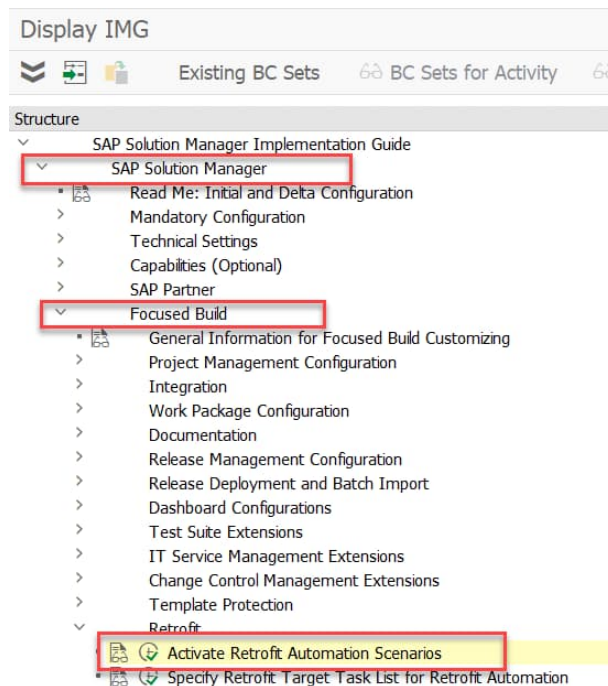 Display IMG
Existing BC Sets BC Sets for Activity
Structure
SAP Solution Manager Implementation Guide
SAP Solution Manager
Read Me: Initial and Delta Configuration
Mandatory Configuration
Technical Settings
Capabilities (Optional)
SAP Partner
Focused Build
General Information for Focused Build Customizing
Project Management Configuration
Integration
Work Package Configuration
Documentation
Release Management Configuration
Release Deployment and Batch Import
Dashboard Configurations
Test Suite Extensions
IT Service Management Extensions
Change Control Management Extensions
Template Protection
Retrofit
Activate Retrofit Automation Scenarios
Specify Retrofit Target Task List for Retrofit Automation